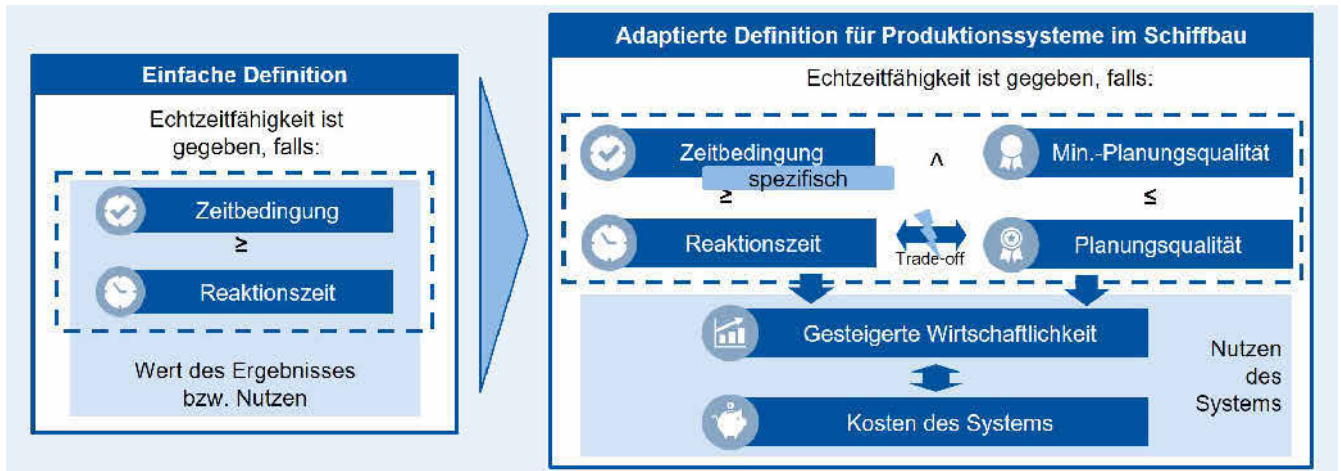 Einfache Definition
Echtzeitfähigkeit ist
gegeben, falls:
Zeitbedingung
≥
Reaktionszeit
Wert des Ergebnisses
bzw. Nutzen
Adaptierte Definition für Produktionssysteme im Schiffbau
Echtzeitfähigkeit ist gegeben, falls:
Zeitbedingung
spezifisch
≥
Reaktionszeit
∧
Trade-off
Min.-Planungsqualität
≤
Planungsqualität
Gesteigerte Wirtschaftlichkeit
Kosten des Systems
Nutzen
des
Systems